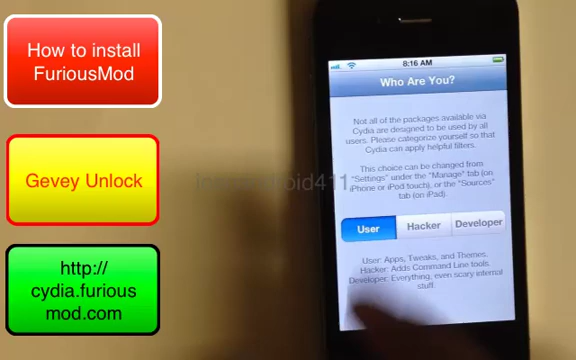 How to install
FuriousMod
Gevey Unlock
http://
cydia.furious
mod.com
8:16 AM
Who Are You?
Not all of the packages available via
Cydia are designed to be used by all
users. Please categorize yourself so that
Cydia can apply helpful filters.
This choice can be changed from
"Settings" under the "Manage" tab (on
iPhone or iPod touch), or the "Sources"
tab (on iPad).
User
Hacker
Developer
User: Apps, Tweaks, and Themes.
Hacker: Adds Command Line tools.
Developer: Everything, even scary internal
stuff.